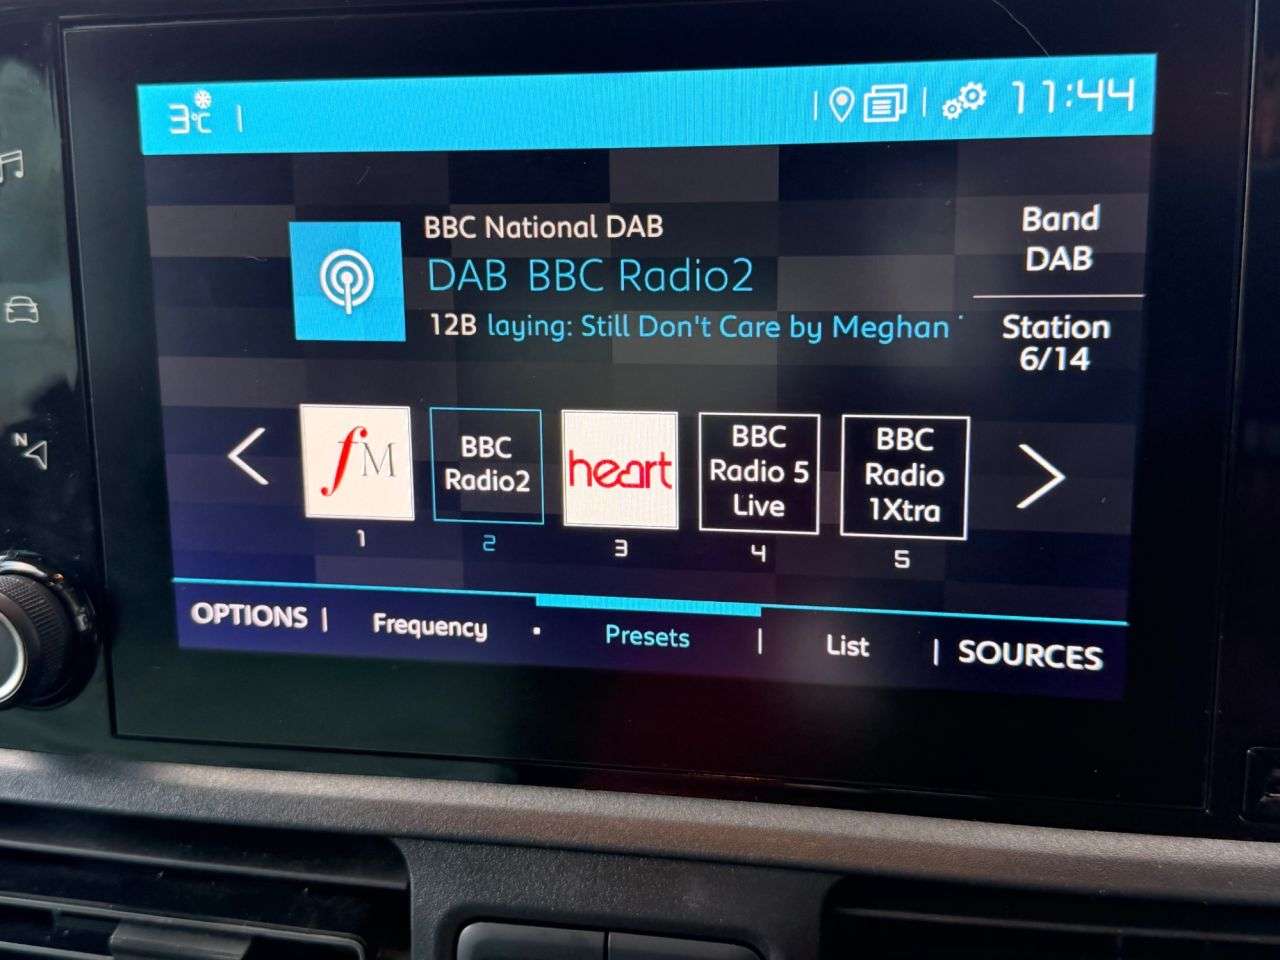 3°C
11:44
BBC National DAB
DAB BBC Radio2
12B laying: Still Don't Care by Meghan
Band
DAB
Station
6/14
fM
BBC
Radio2
heart
BBC
Radio 5
Live
BBC
Radio
1Xtra
1
2
3
4
5
OPTIONS
Frequency
Presets
List
SOURCES
N